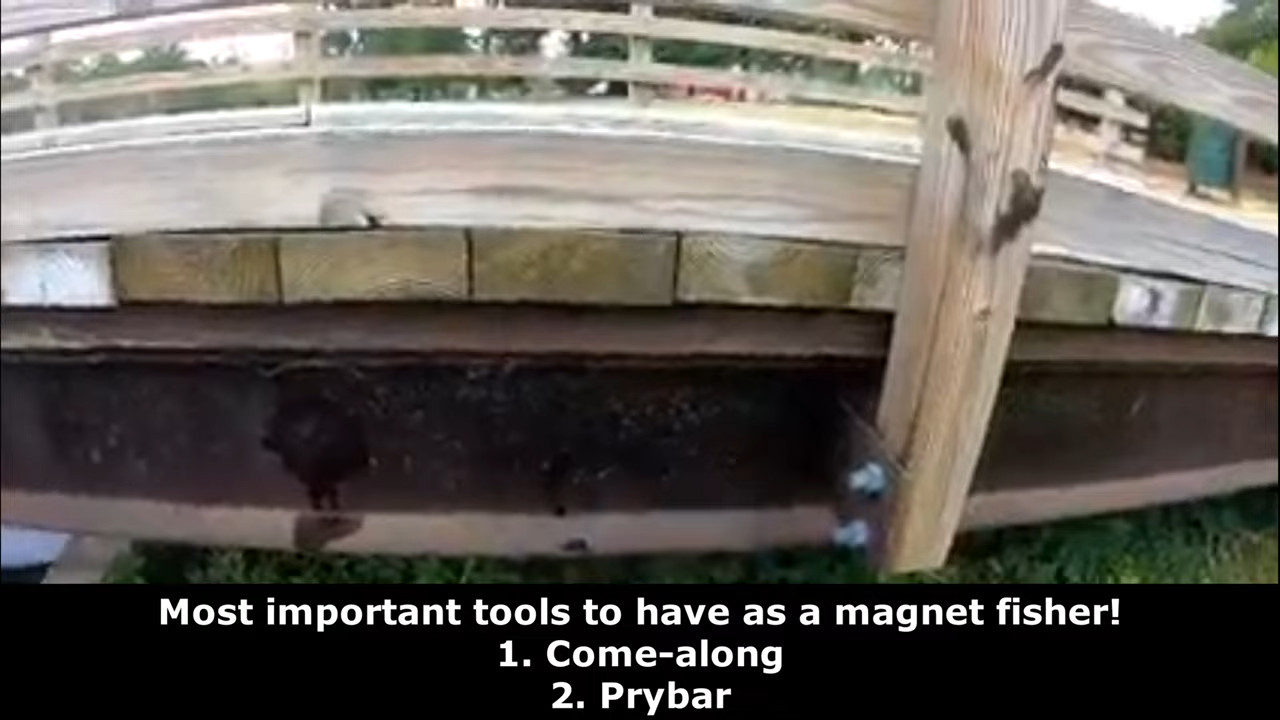 Most important tools to have as a magnet fisher!
1. Come-along
2. Prybar